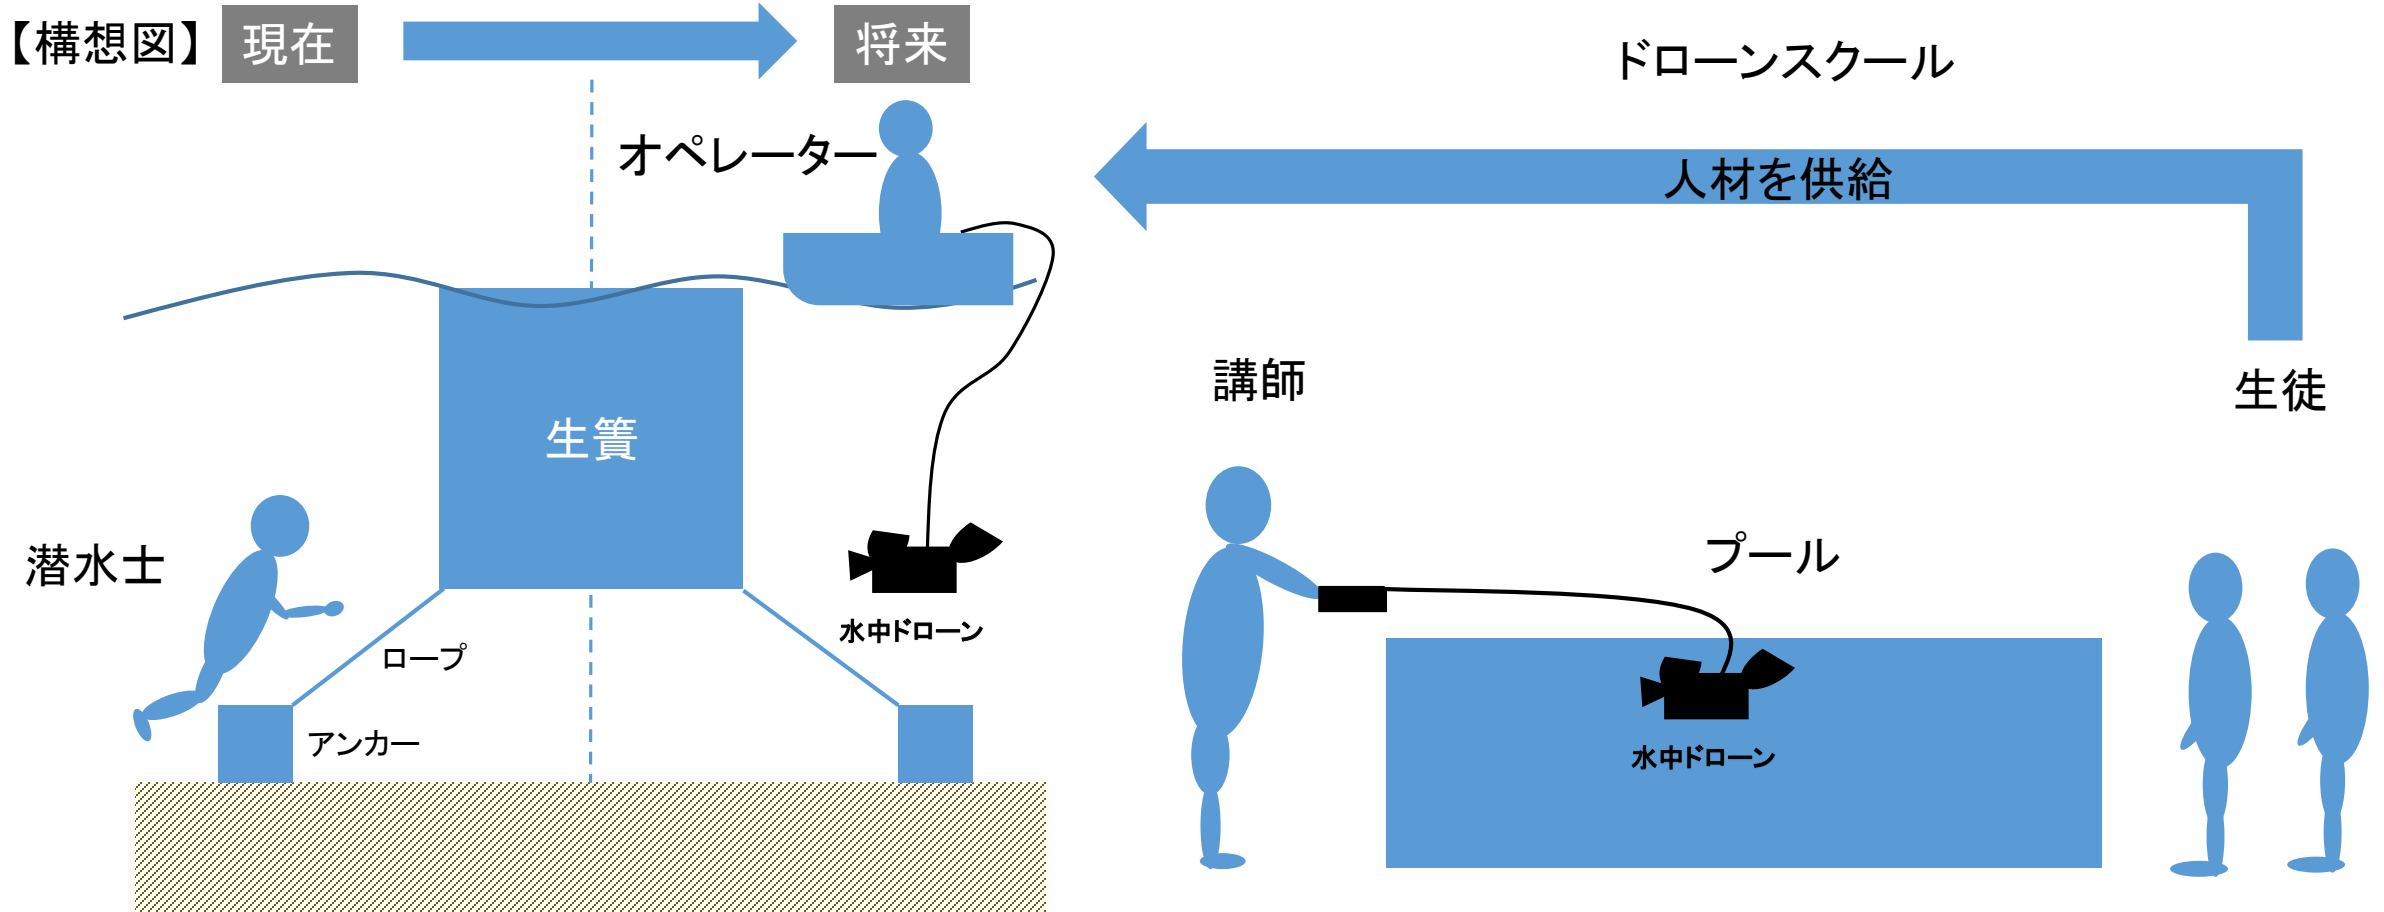 【構想図】
現在
将来
ドローンスクール
オペレーター
人材を供給
講師
生徒
生簀
潜水士
プール
水中ドローン
ロープ
アンカー
水中ドローン